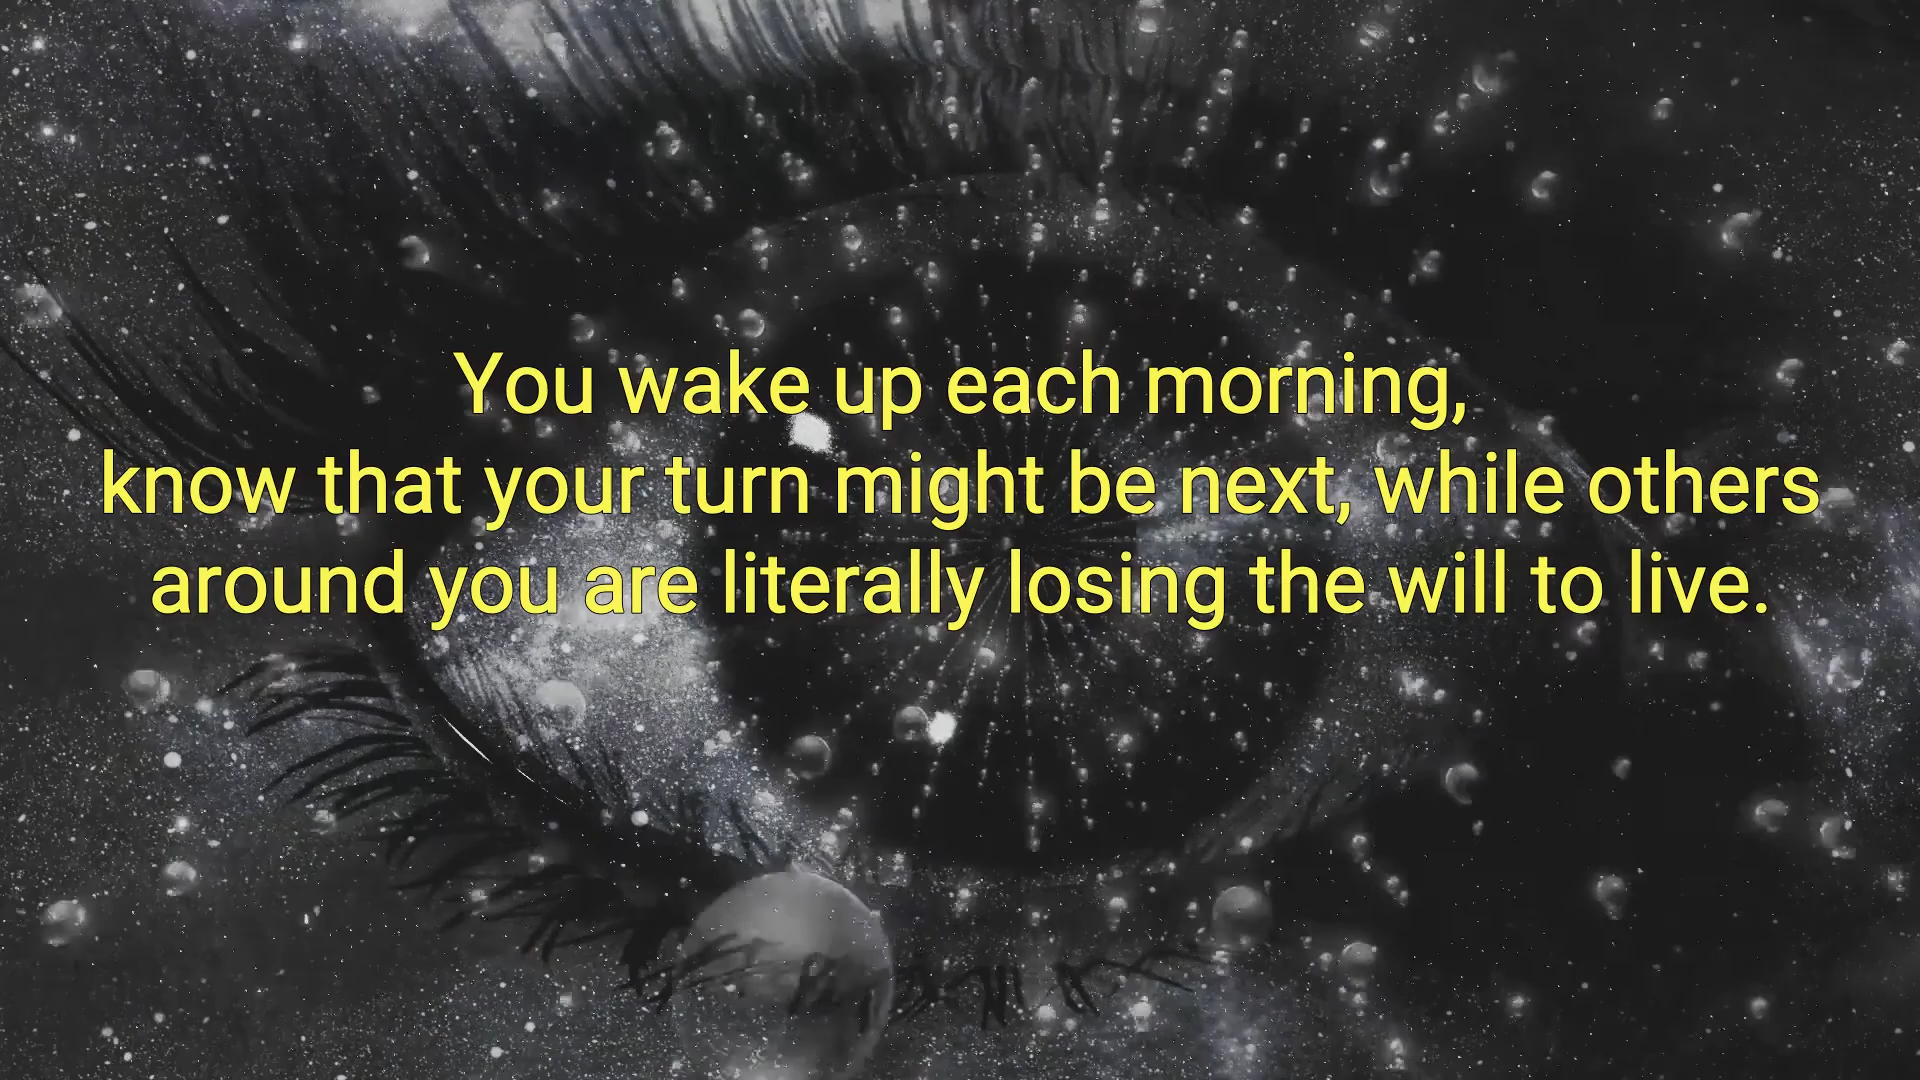 You wake up each morning,
know that your turn might be next, while others
around you are literally losing the will to live.